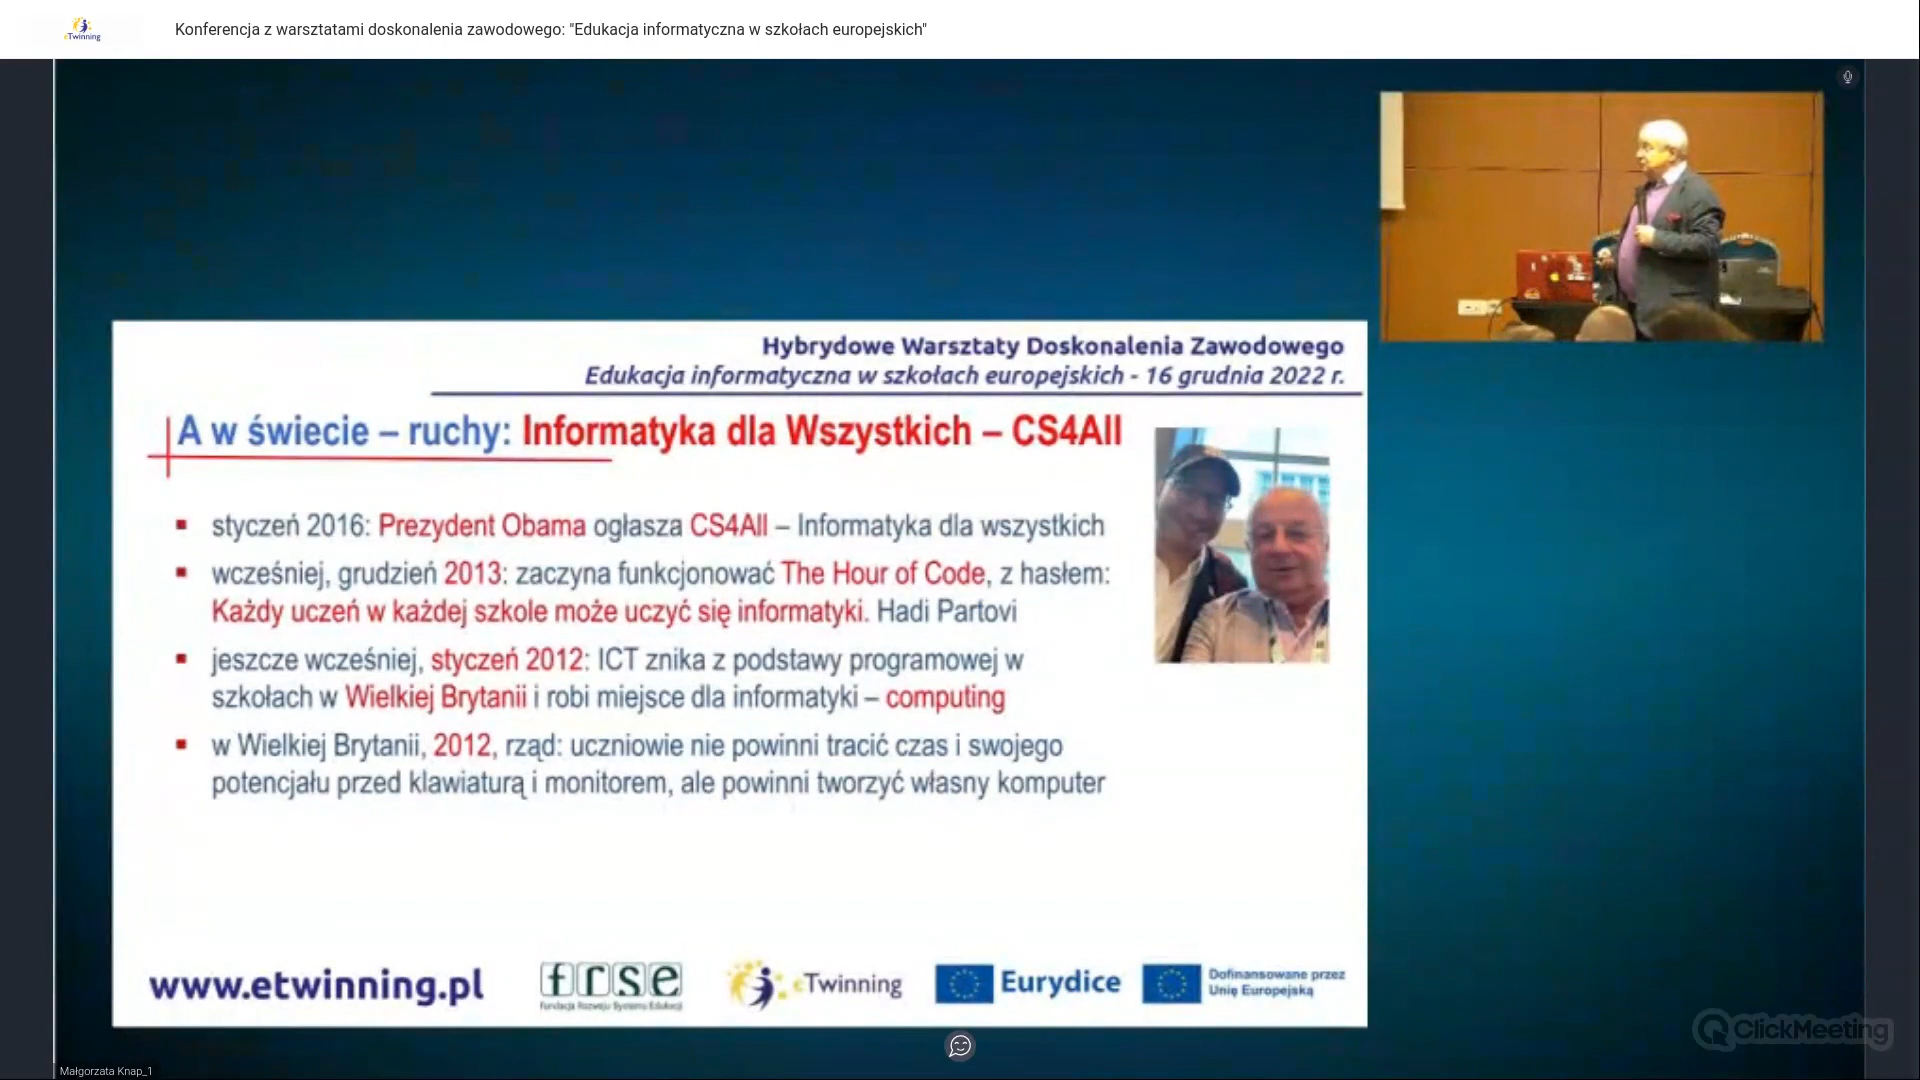 eTwinning
Konferencja z warsztatami doskonalenia zawodowego: "Edukacja informatyczna w szkołach europejskich"
Hybrydowe Warsztaty Doskonalenia Zawodowego
Edukacja informatyczna w szkołach europejskich - 16 grudnia 2022 r.
A w świecie – ruchy: Informatyka dla Wszystkich – CS4All
▪ styczeń 2016: Prezydent Obama ogłasza CS4All – Informatyka dla wszystkich
▪ wcześniej, grudzień 2013: zaczyna funkcjonować The Hour of Code, z hasłem:
Każdy uczeń w każdej szkole może uczyć się informatyki. Hadi Partovi
▪ jeszcze wcześniej, styczeń 2012: ICT znika z podstawy programowej w
szkołach w Wielkiej Brytanii i robi miejsce dla informatyki – computing
▪ w Wielkiej Brytanii, 2012, rząd: uczniowie nie powinni tracić czas i swojego
potencjału przed klawiaturą i monitorem, ale powinni tworzyć własny komputer
www.etwinning.pl
frse
Fundacja Rozwoju Systemu Edukacji
eTwinning
Eurydice
Dofinansowane przez
Unię Europejską
ClickMeeting
Małgorzata Knap_1